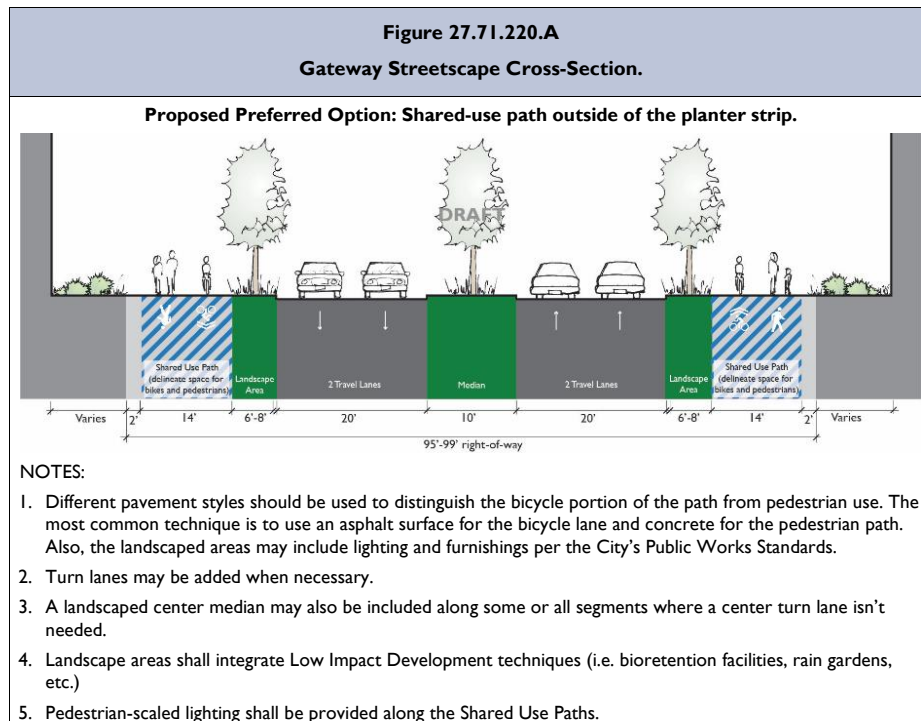 Figure 27.71.220.A
Gateway Streetscape Cross-Section.
Proposed Preferred Option: Shared-use path outside of the planter strip.
DRAFT
Shared Use Path
(delineate space for
bikes and pedestrians)
Landscape
Area
2 Travel Lanes
Median
2 Travel Lanes
Landscape
Area
Shared Use Path
(delineate space for
bikes and pedestrians)
Varies
2'
14'
6'-8'
20'
10'
20'
6'-8'
14'
2'
Varies
95'-99' right-of-way
NOTES:
1. Different pavement styles should be used to distinguish the bicycle portion of the path from pedestrian use. The
most common technique is to use an asphalt surface for the bicycle lane and concrete for the pedestrian path.
Also, the landscaped areas may include lighting and furnishings per the City's Public Works Standards.
2. Turn lanes may be added when necessary.
3. A landscaped center median may also be included along some or all segments where a center turn lane isn't
needed.
4. Landscape areas shall integrate Low Impact Development techniques (i.e. bioretention facilities, rain gardens,
etc.)
5. Pedestrian-scaled lighting shall be provided along the Shared Use Paths.